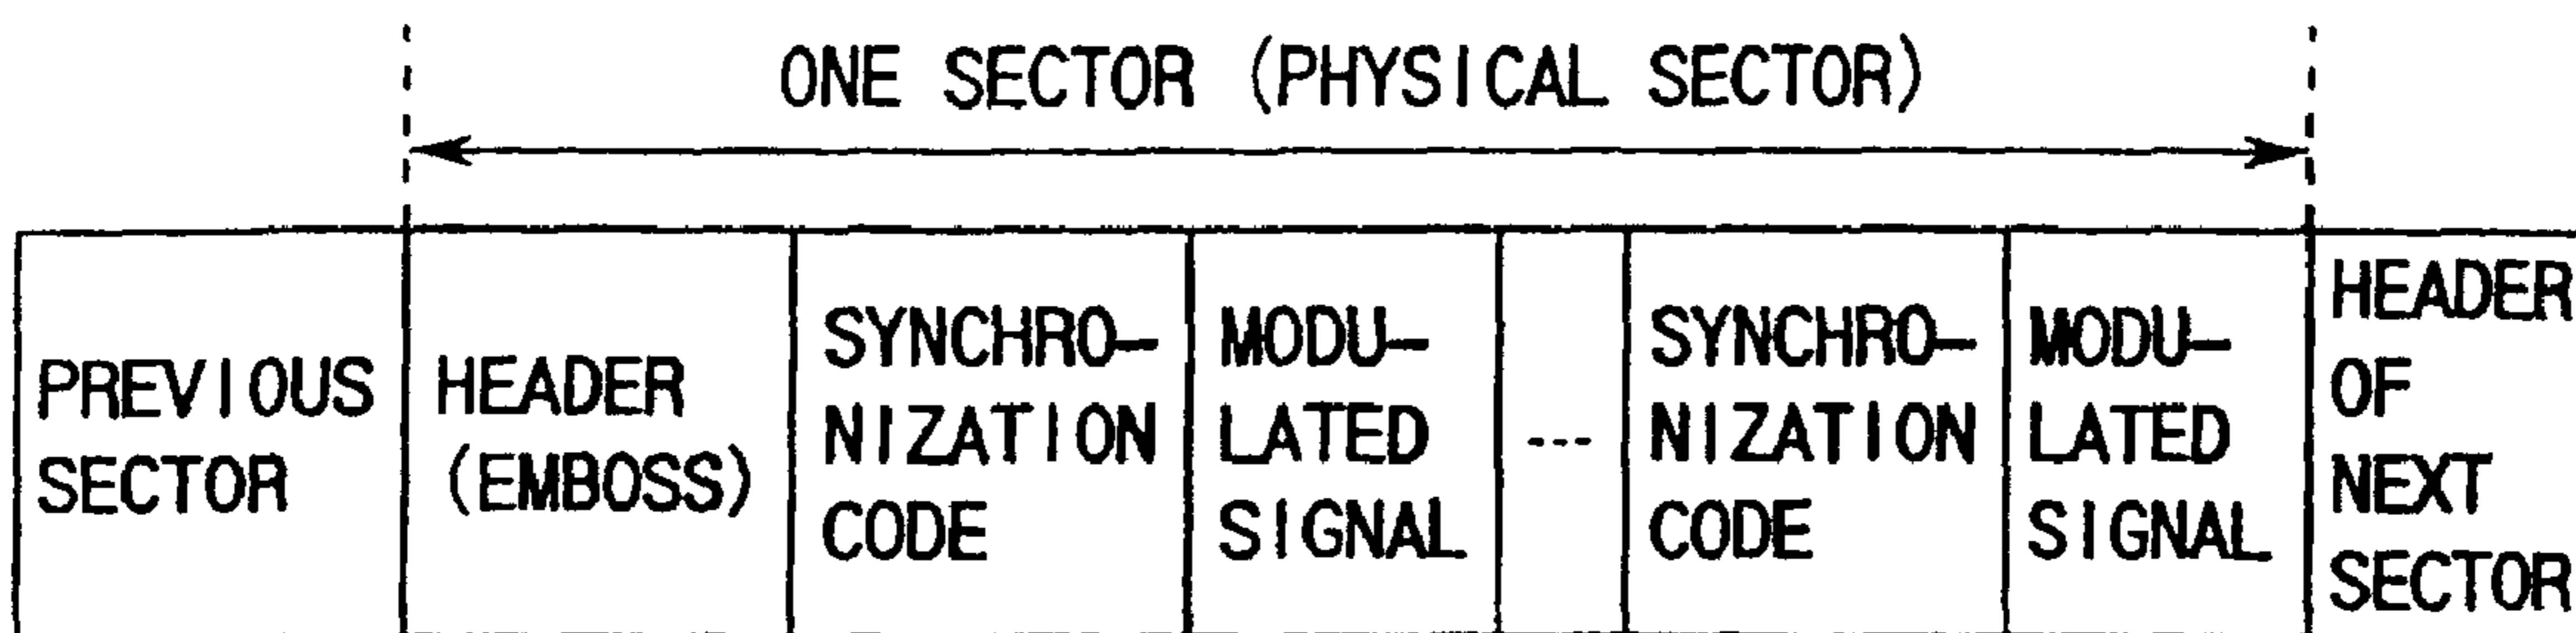 ONE SECTOR (PHYSICAL SECTOR)
PREVIOUS
SECTOR
HEADER
(EMBOSS)
SYNCHRO–
NIZATION
CODE
MODU–
LATED
SIGNAL
---
SYNCHRO–
NIZATION
CODE
MODU–
LATED
SIGNAL
HEADER
OF
NEXT
SECTOR